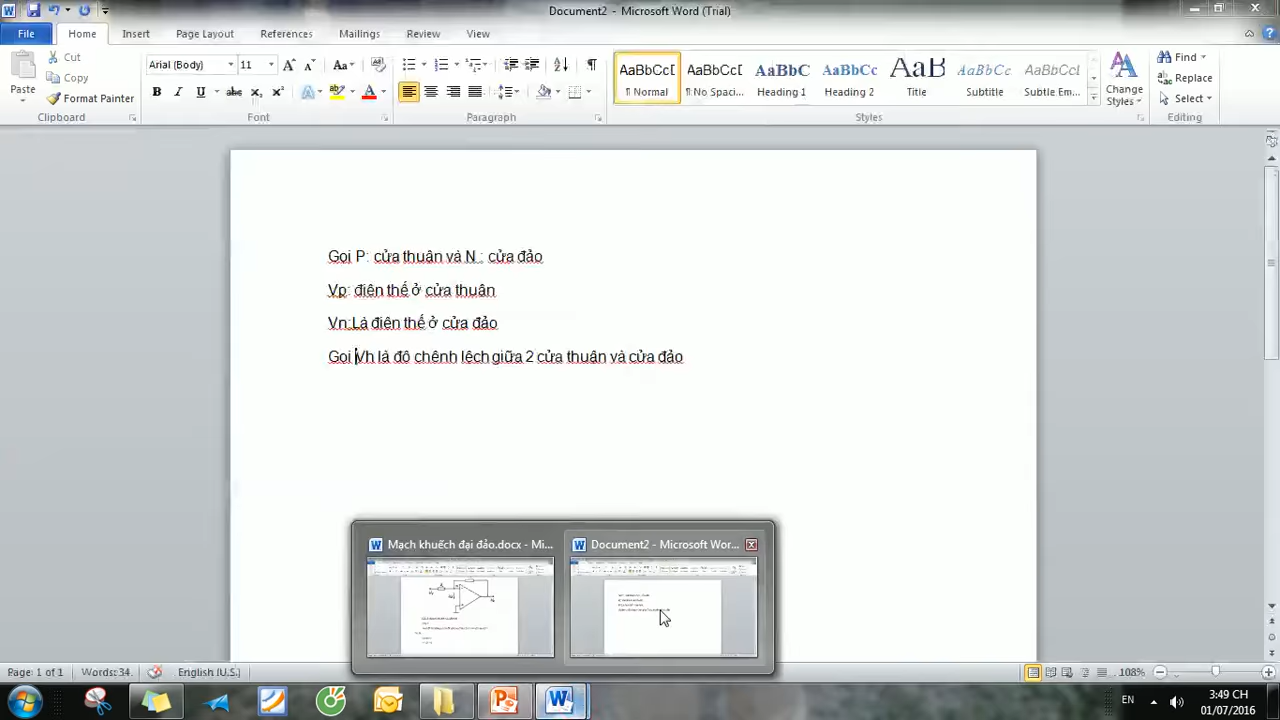 Document2 - Microsoft Word (Trial)
File Home Insert Page Layout References Mailings Review View
Paste
Cut
Copy
Format Painter
Clipboard
Arial (Body) 11
Font
Paragraph
AaBbCcD AaBbCcD AaBbC AaBbCc AaB AaBbCcD AaBbCcD
¶ Normal ¶ No Spaci... Heading 1 Heading 2 Title Subtitle Subtle Em...
Change Styles
Styles
Find
Replace
Select
Editing
Gọi P: cửa thuận và N : cửa đảo
Vp: điện thế ở cửa thuận
Vn:Là điện thế ở cửa đảo
Gọi Vh là độ chênh lệch giữa 2 cửa thuận và cửa đảo
Mạch khuếch đại đảo.docx - Mi... Document2 - Microsoft Wor...
Page: 1 of 1 Words: 34 English (U.S.) 108%
EN 3:49 CH
01/07/2016